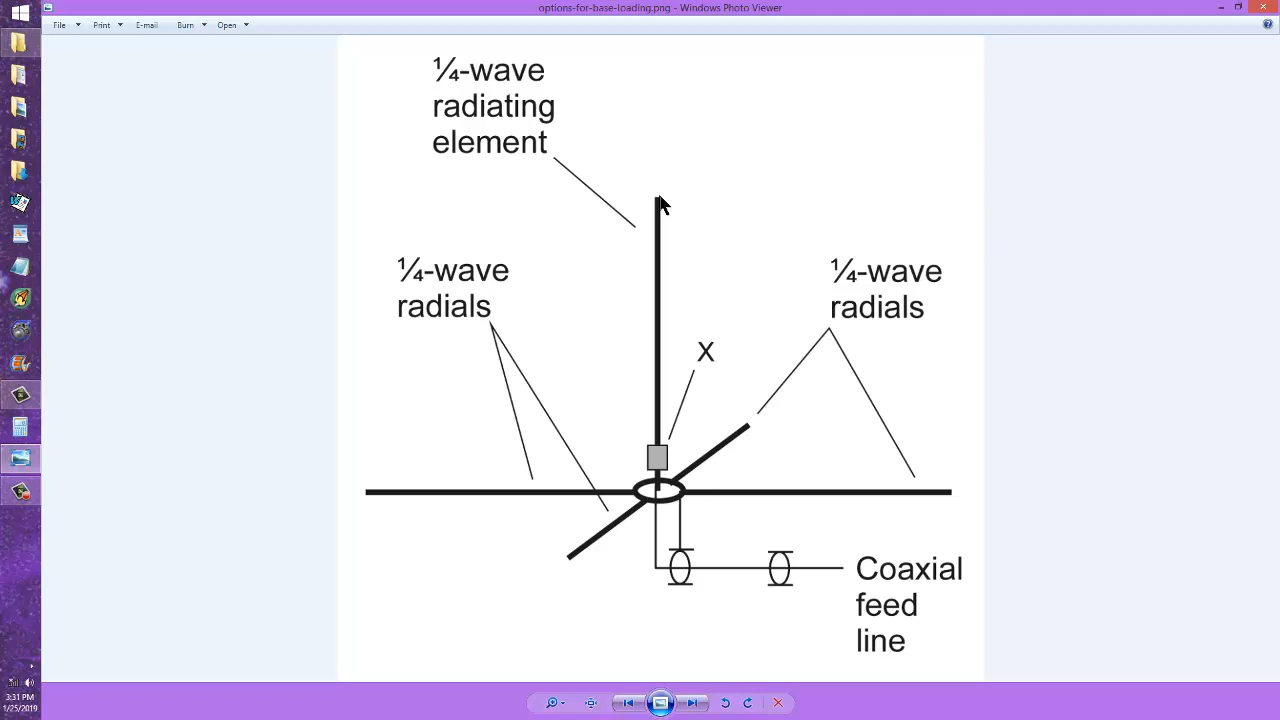 options-for-base-loading.png - Windows Photo Viewer
File Print E-mail Burn Open
¼-wave
radiating
element
¼-wave
radials
¼-wave
radials
X
Coaxial
feed
line
3:31 PM
1/25/2019